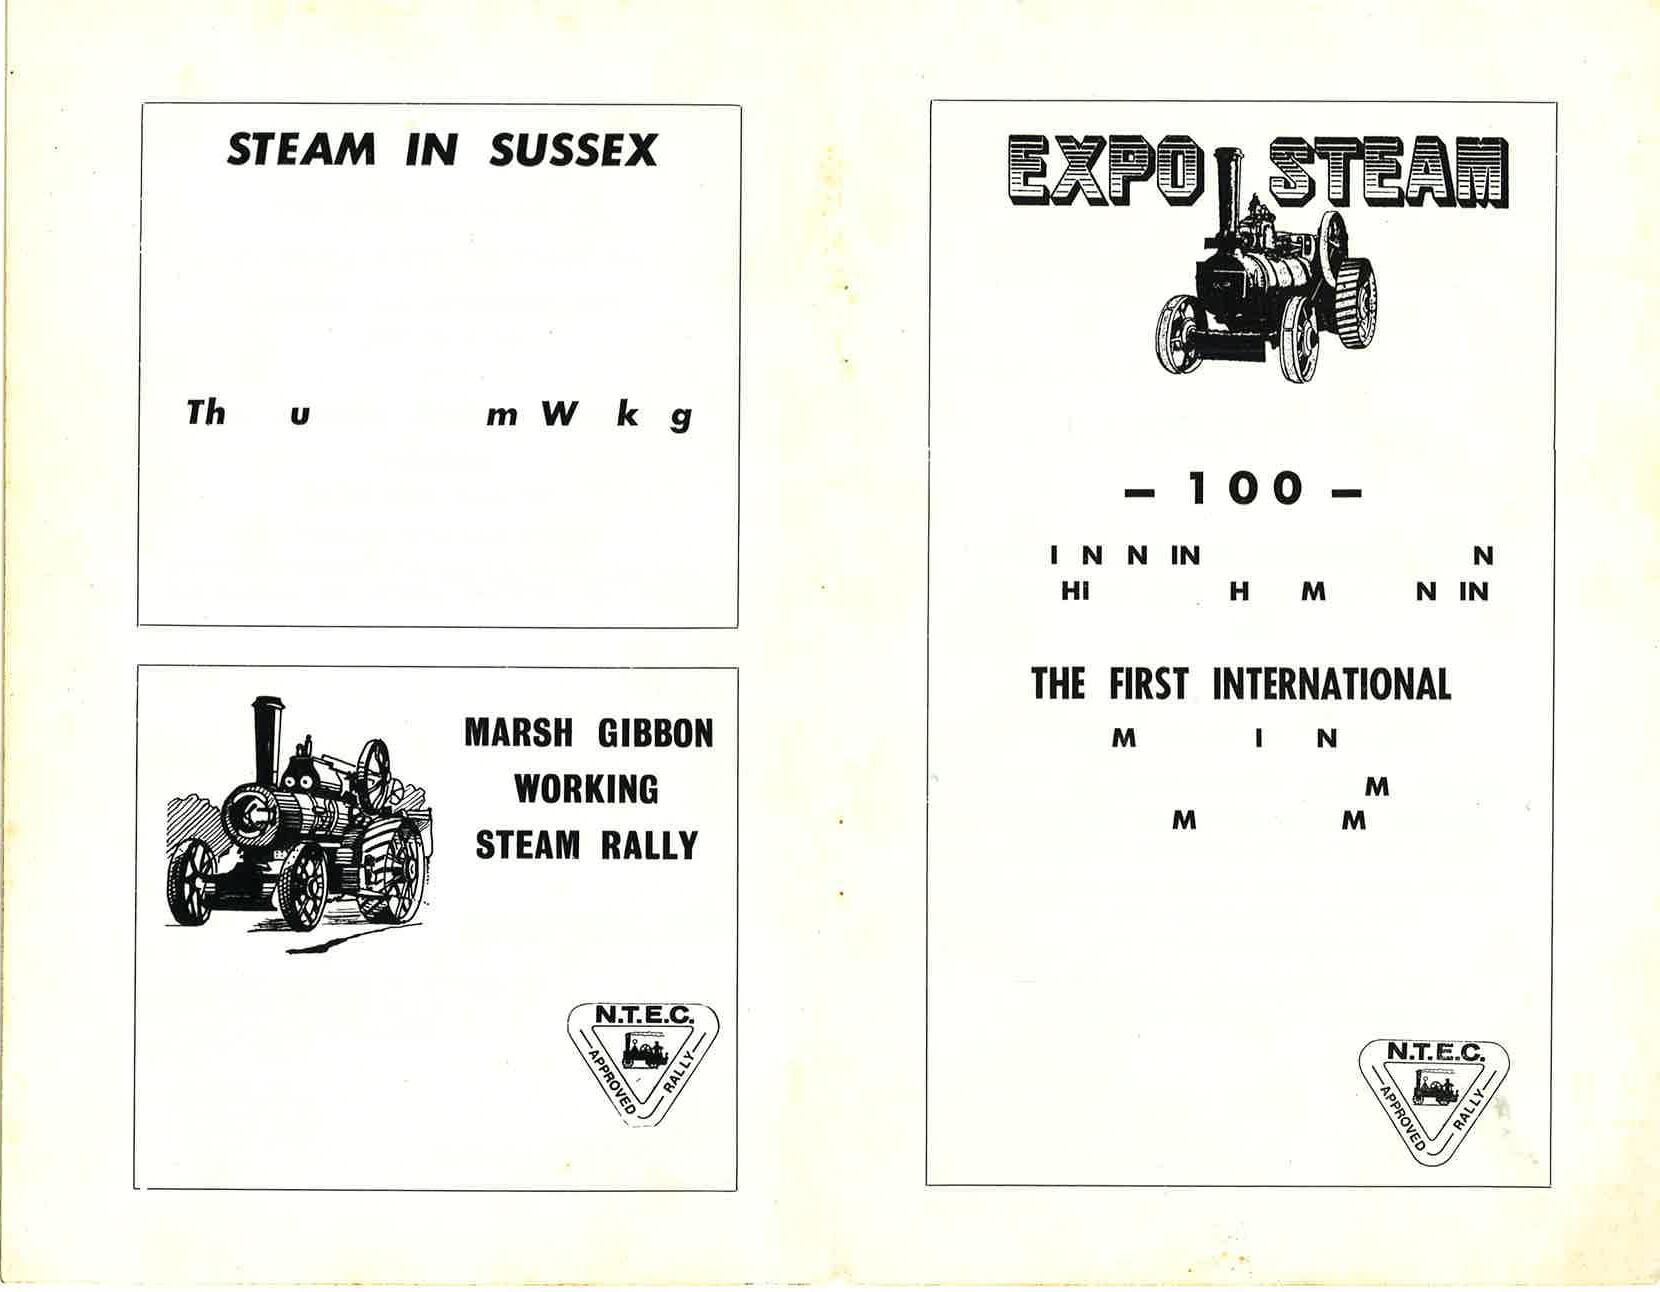 STEAM IN SUSSEX
Th u m W k g
MARSH GIBBON
WORKING
STEAM RALLY
N.T.E.C.
APPROVED RALLY
EXPO STEAM
– 100 –
I N N IN N
HI H M N IN
THE FIRST INTERNATIONAL
M I N
M
M M
N.T.E.C.
APPROVED RALLY